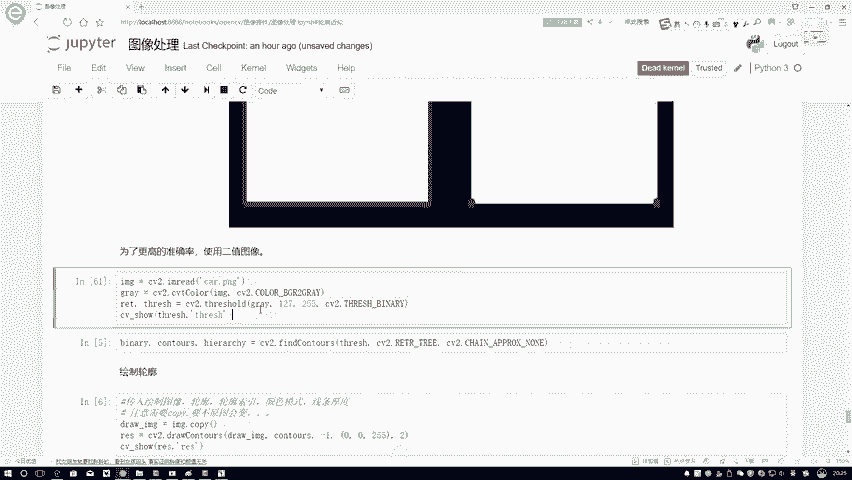 图像处理
jupyter 图像处理 Last Checkpoint: an hour ago (unsaved changes)
Logout
File Edit View Insert Cell Kernel Widgets Help
Dead kernel Trusted Python 3
Code
为了更高的准确率，使用二值图像。
In [61]:
img = cv2.imread('car.png')
gray = cv2.cvtColor(img, cv2.COLOR_BGR2GRAY)
ret, thresh = cv2.threshold(gray, 127, 255, cv2.THRESH_BINARY)
cv_show(thresh,'thresh'
In [5]: binary, contours, hierarchy = cv2.findContours(thresh, cv2.RETR_TREE, cv2.CHAIN_APPROX_NONE)
绘制轮廓
In [6]:
#传入绘制图像，轮廓，轮廓索引，颜色模式，线条厚度
# 注意需要copy,要不原图会变。。。
draw_img = img.copy()
res = cv2.drawContours(draw_img, contours, -1, (0, 0, 255), 2)
cv_show(res,'res')
20:25